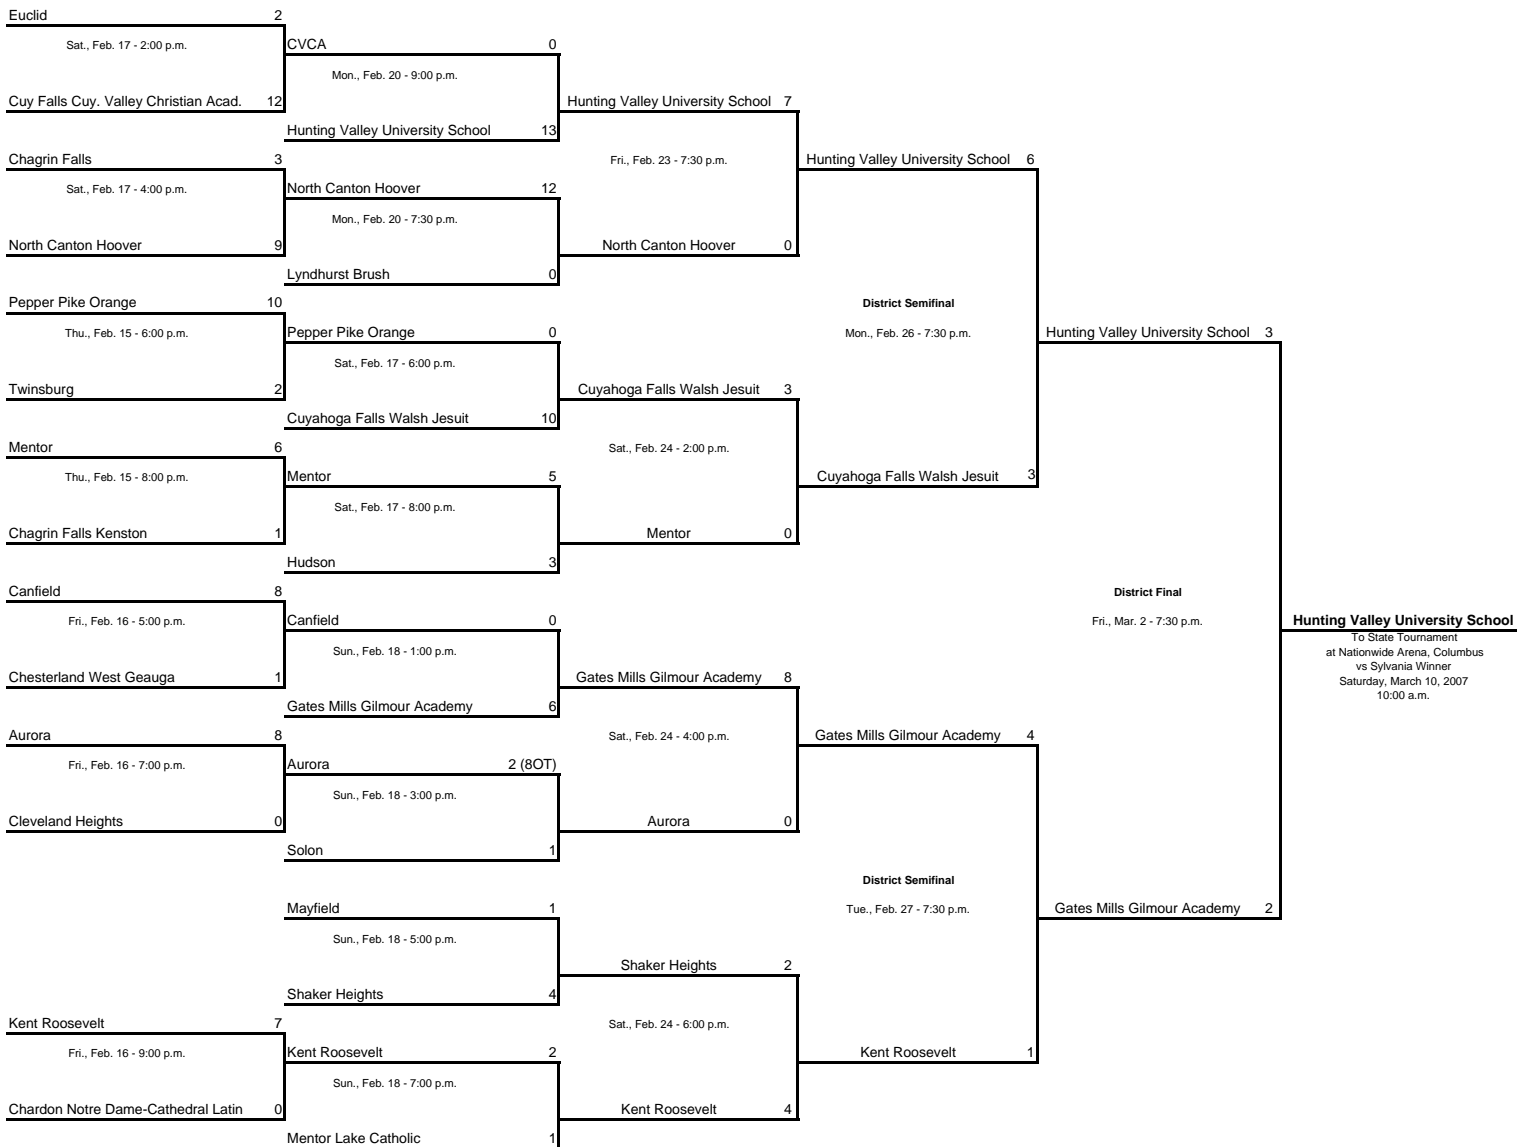 Euclid 2
Sat., Feb. 17 - 2:00 p.m.
Cuy Falls Cuy. Valley Christian Acad. 12
Chagrin Falls 3
Sat., Feb. 17 - 4:00 p.m.
North Canton Hoover 9
Pepper Pike Orange 10
Thu., Feb. 15 - 6:00 p.m.
Twinsburg 2
Mentor 6
Thu., Feb. 15 - 8:00 p.m.
Chagrin Falls Kenston 1
Canfield 8
Fri., Feb. 16 - 5:00 p.m.
Chesterland West Geauga 1
Aurora 8
Fri., Feb. 16 - 7:00 p.m.
Cleveland Heights 0
Kent Roosevelt 7
Fri., Feb. 16 - 9:00 p.m.
Chardon Notre Dame-Cathedral Latin 0
CVCA 0
Mon., Feb. 20 - 9:00 p.m.
Hunting Valley University School 13
North Canton Hoover 12
Mon., Feb. 20 - 7:30 p.m.
Lyndhurst Brush 0
Pepper Pike Orange 0
Sat., Feb. 17 - 6:00 p.m.
Cuyahoga Falls Walsh Jesuit 10
Mentor 5
Sat., Feb. 17 - 8:00 p.m.
Hudson 3
Canfield 0
Sun., Feb. 18 - 1:00 p.m.
Gates Mills Gilmour Academy 6
Aurora 2 (8OT)
Sun., Feb. 18 - 3:00 p.m.
Solon 1
Mayfield 1
Sun., Feb. 18 - 5:00 p.m.
Shaker Heights 4
Kent Roosevelt 2
Sun., Feb. 18 - 7:00 p.m.
Mentor Lake Catholic 1
Hunting Valley University School 7
Fri., Feb. 23 - 7:30 p.m.
North Canton Hoover 0
Cuyahoga Falls Walsh Jesuit 3
Sat., Feb. 24 - 2:00 p.m.
Mentor 0
Gates Mills Gilmour Academy 8
Sat., Feb. 24 - 4:00 p.m.
Aurora 0
Shaker Heights 2
Sat., Feb. 24 - 6:00 p.m.
Kent Roosevelt 4
Hunting Valley University School 6
District Semifinal
Mon., Feb. 26 - 7:30 p.m.
Cuyahoga Falls Walsh Jesuit 3
Gates Mills Gilmour Academy 4
District Semifinal
Tue., Feb. 27 - 7:30 p.m.
Kent Roosevelt 1
Hunting Valley University School 3
District Final
Fri., Mar. 2 - 7:30 p.m.
Gates Mills Gilmour Academy 2
Hunting Valley University School
To State Tournament
at Nationwide Arena, Columbus
vs Sylvania Winner
Saturday, March 10, 2007
10:00 a.m.